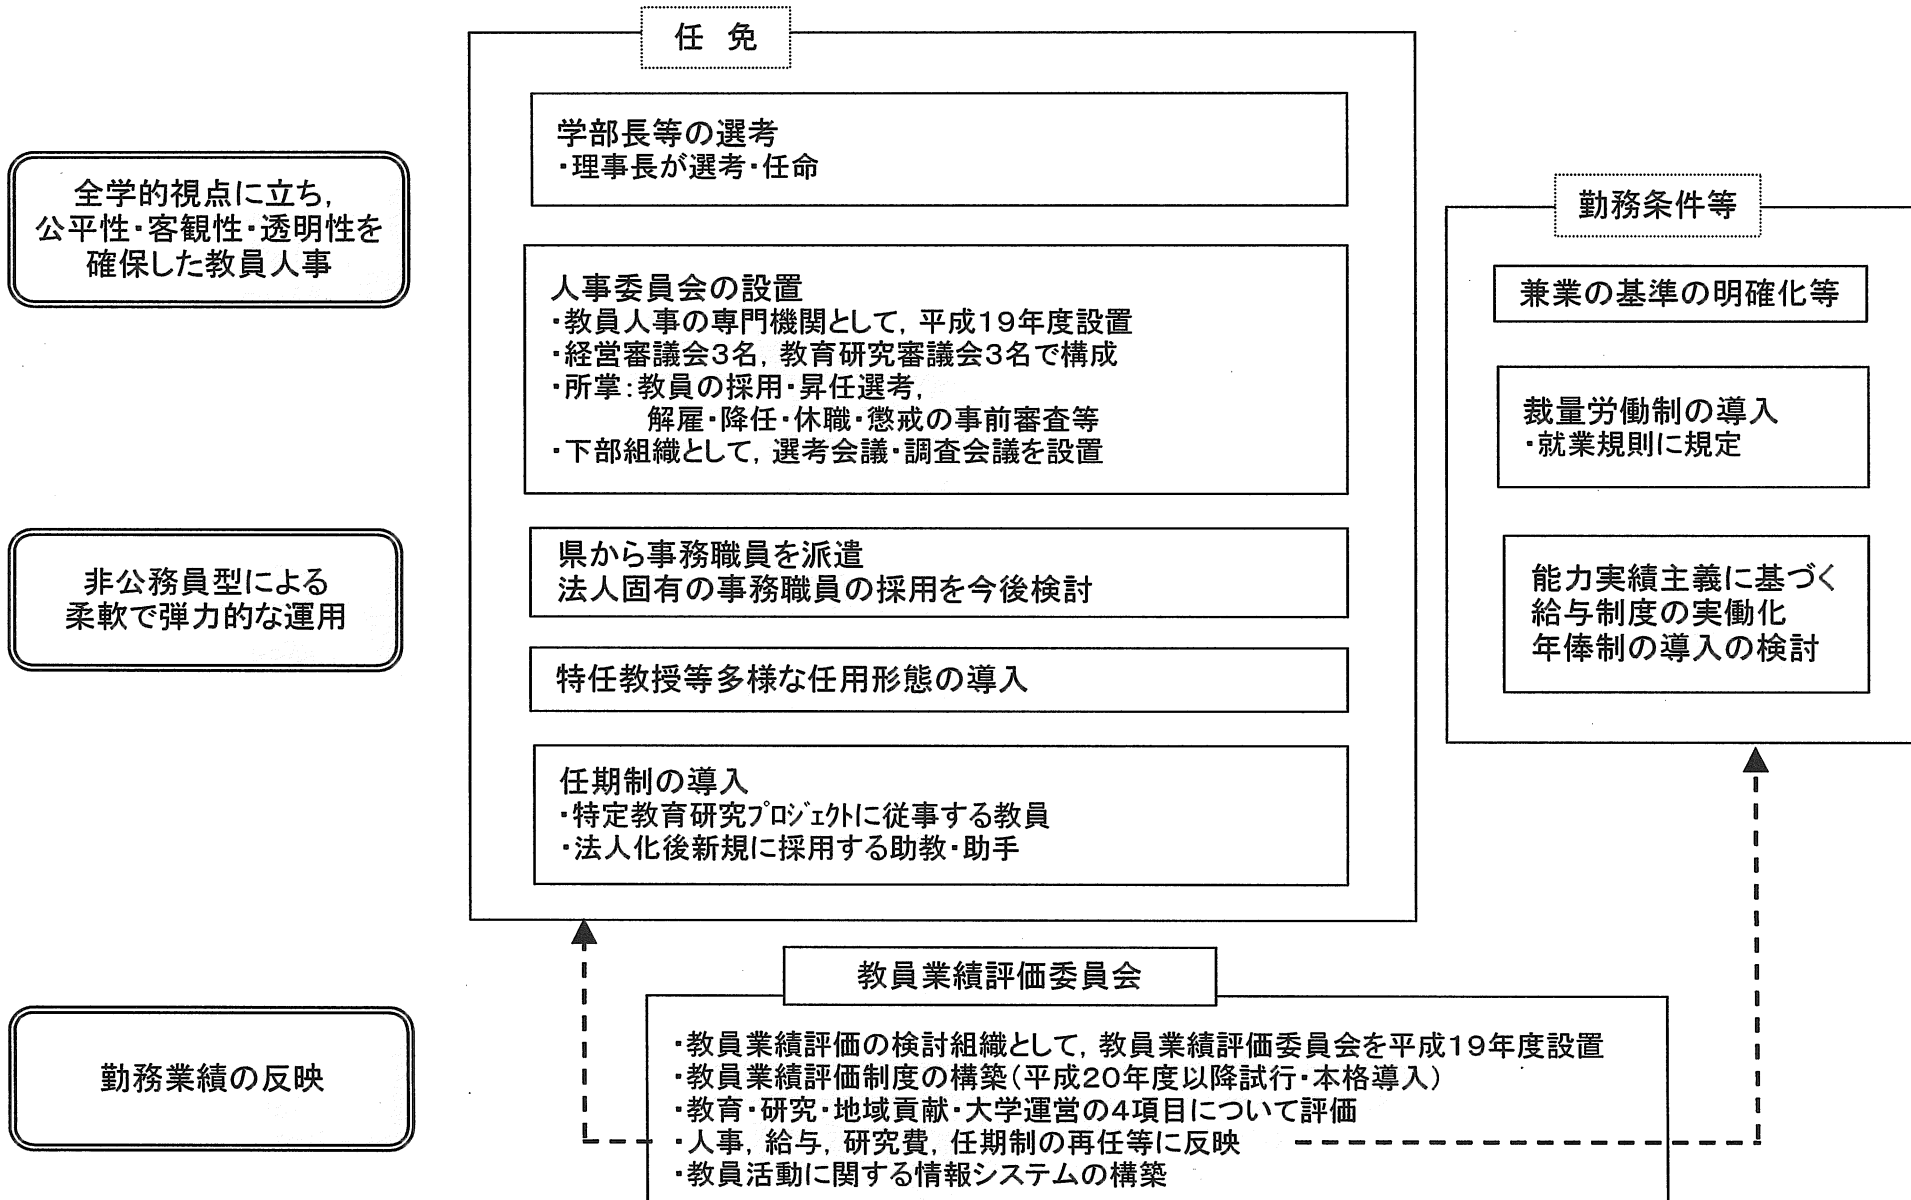 任 免
学部長等の選考
・理事長が選考・任命
全学的視点に立ち,
公平性・客観性・透明性を
確保した教員人事
人事委員会の設置
・教員人事の専門機関として, 平成19年度設置
・経営審議会3名, 教育研究審議会3名で構成
・所掌:教員の採用・昇任選考,
解雇・降任・休職・懲戒の事前審査等
・下部組織として, 選考会議・調査会議を設置
非公務員型による
柔軟で弾力的な運用
県から事務職員を派遣
法人固有の事務職員の採用を今後検討
特任教授等多様な任用形態の導入
任期制の導入
・特定教育研究プロジェクトに従事する教員
・法人化後新規に採用する助教・助手
勤務条件等
兼業の基準の明確化等
裁量労働制の導入
・就業規則に規定
能力実績主義に基づく
給与制度の実働化
年俸制の導入の検討
勤務業績の反映
教員業績評価委員会
・教員業績評価の検討組織として, 教員業績評価委員会を平成19年度設置
・教員業績評価制度の構築(平成20年度以降試行・本格導入)
・教育・研究・地域貢献・大学運営の4項目について評価
・人事, 給与, 研究費, 任期制の再任等に反映
・教員活動に関する情報システムの構築